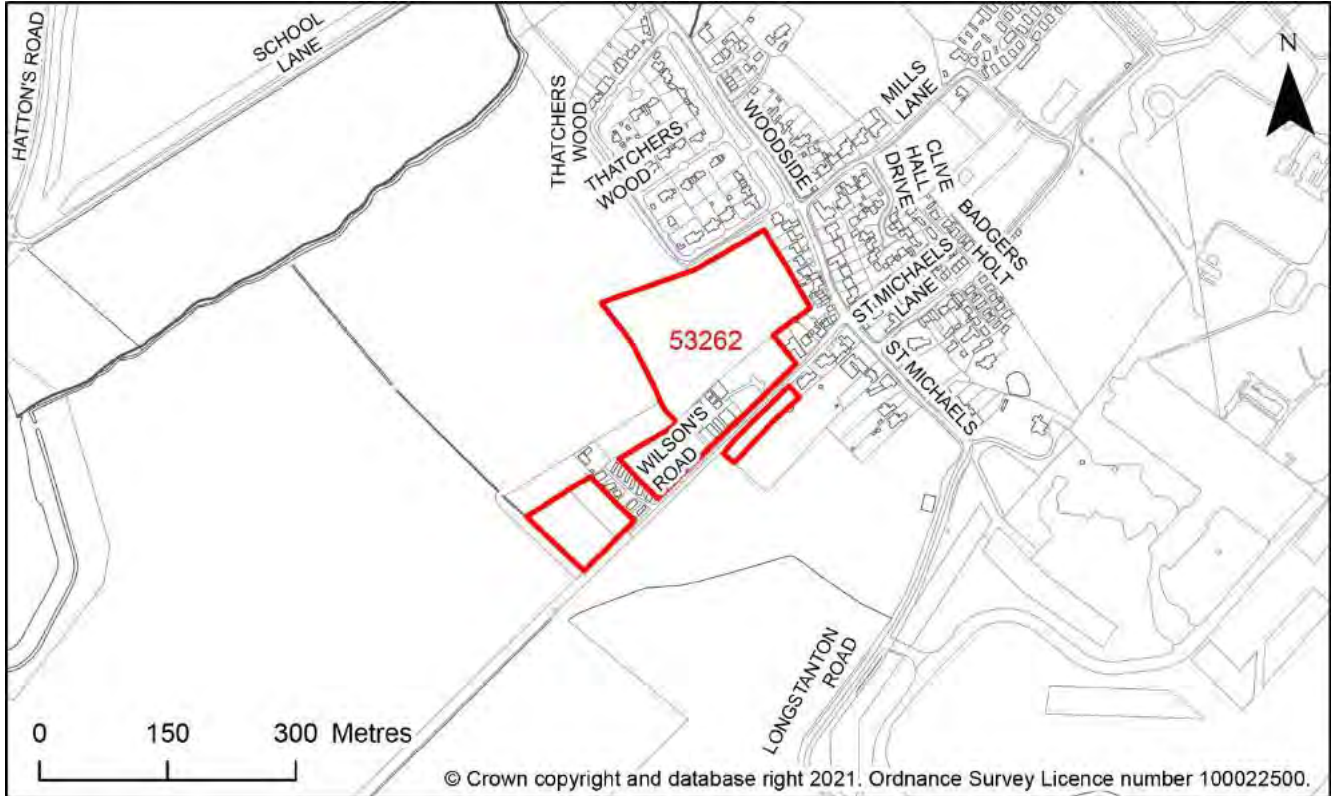 HATTON'S ROAD
SCHOOL
LANE
THATCHERS
WOOD
THATCHERS
WOOD
WOODSIDE
MILLS
LANE
CLIVE
HALL
DRIVE
BADGERS
HOLT
ST MICHAELS
LANE
ST MICHAELS
N
53262
WILSON'S
ROAD
LONGSTANTON
ROAD
0 150 300 Metres
© Crown copyright and database right 2021. Ordnance Survey Licence number 100022500.